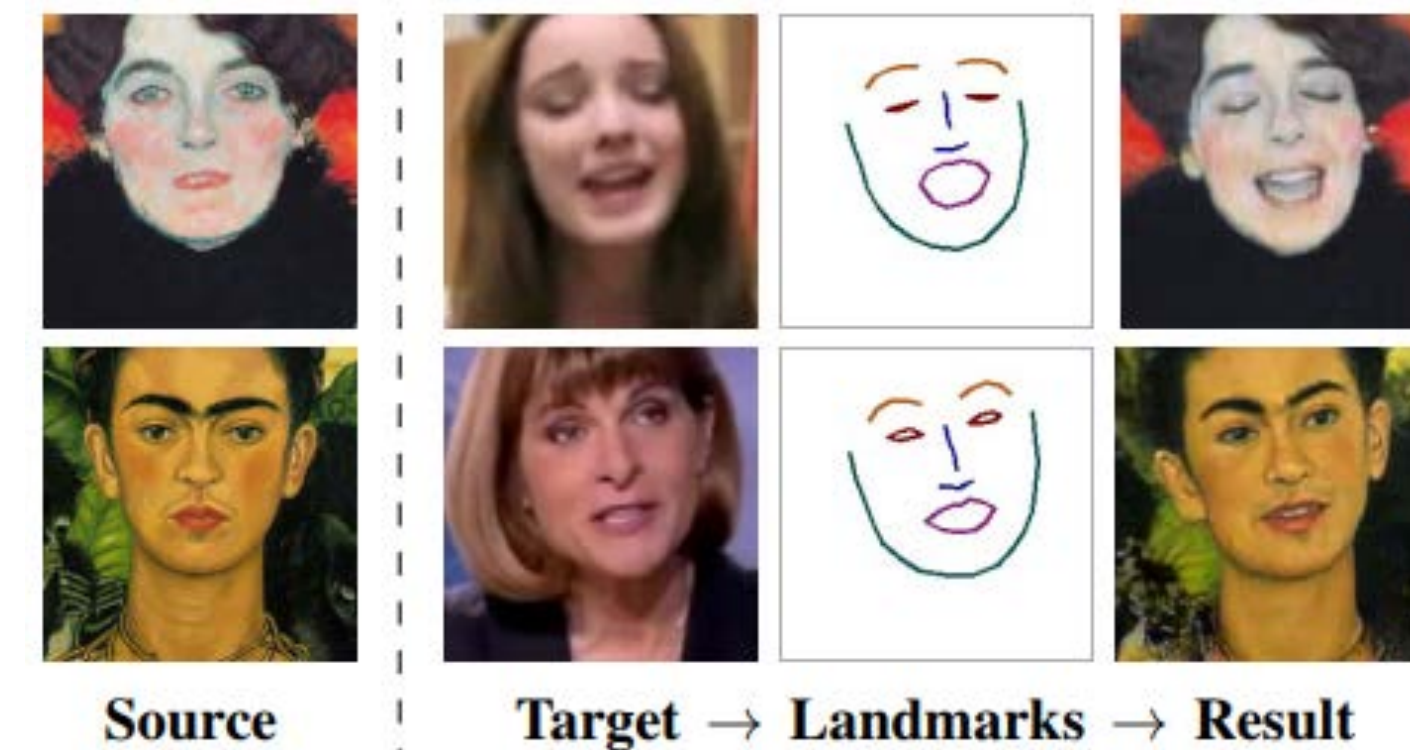 Source Target → Landmarks → Result